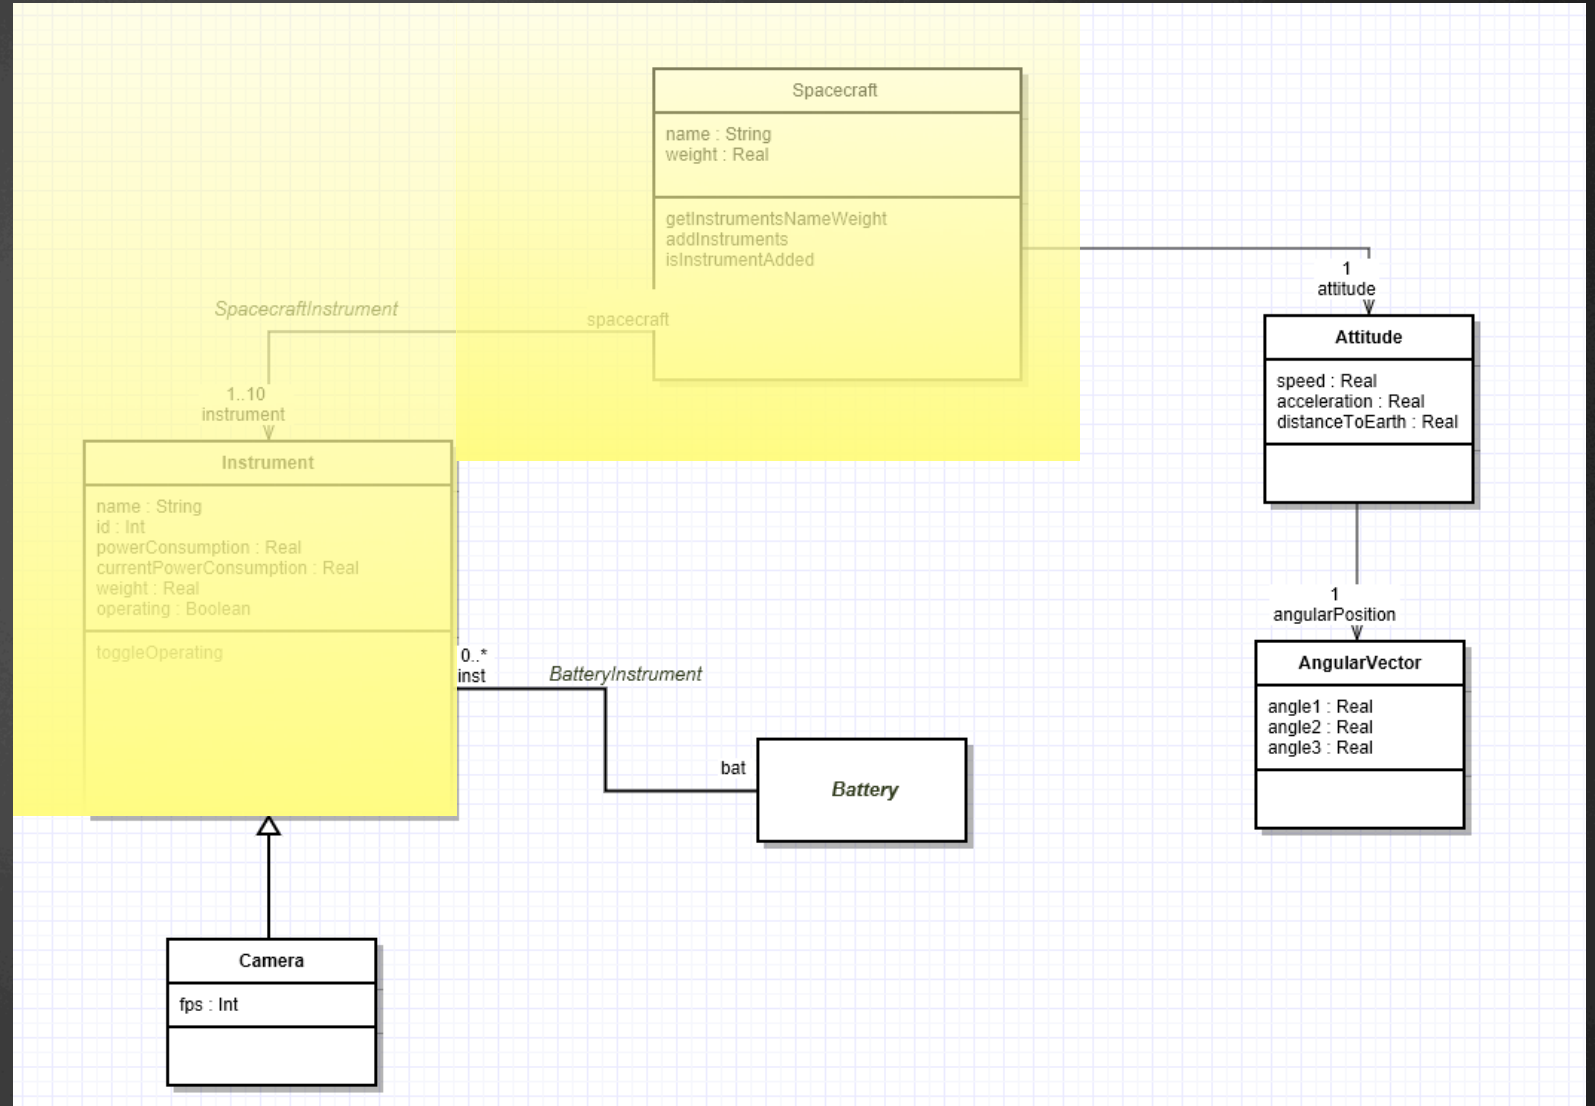 Spacecraft
name : String
weight : Real
getInstrumentsNameWeight
addInstruments
isInstrumentAdded
1
attitude
SpacecraftInstrument
spacecraft
Attitude
speed : Real
acceleration : Real
distanceToEarth : Real
1..10
instrument
Instrument
name : String
id : Int
powerConsumption : Real
currentPowerConsumption : Real
weight : Real
operating : Boolean
toggleOperating
0..*
inst
BatteryInstrument
bat
Battery
1
angularPosition
AngularVector
angle1 : Real
angle2 : Real
angle3 : Real
Camera
fps : Int